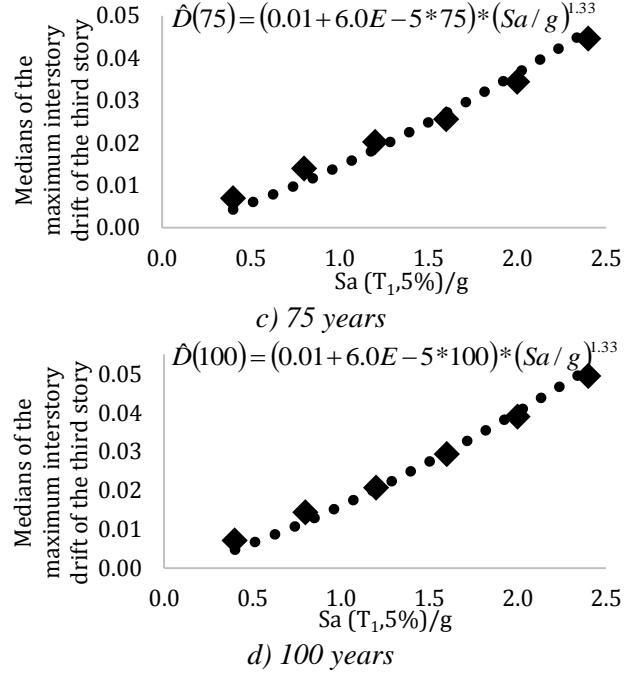 D̂(75)=(0.01+6.0E−5*75)*(Sa/g)^1.33
Medians of the
maximum interstory
drift of the third story
0.05
0.04
0.03
0.02
0.01
0.00
0.0 0.5 1.0 1.5 2.0 2.5
Sa (T₁,5%)/g
c) 75 years
D̂(100)=(0.01+6.0E−5*100)*(Sa/g)^1.33
Medians of the
maximum interstory
drift of the third story
0.05
0.04
0.03
0.02
0.01
0.00
0.0 0.5 1.0 1.5 2.0 2.5
Sa (T₁,5%)/g
d) 100 years